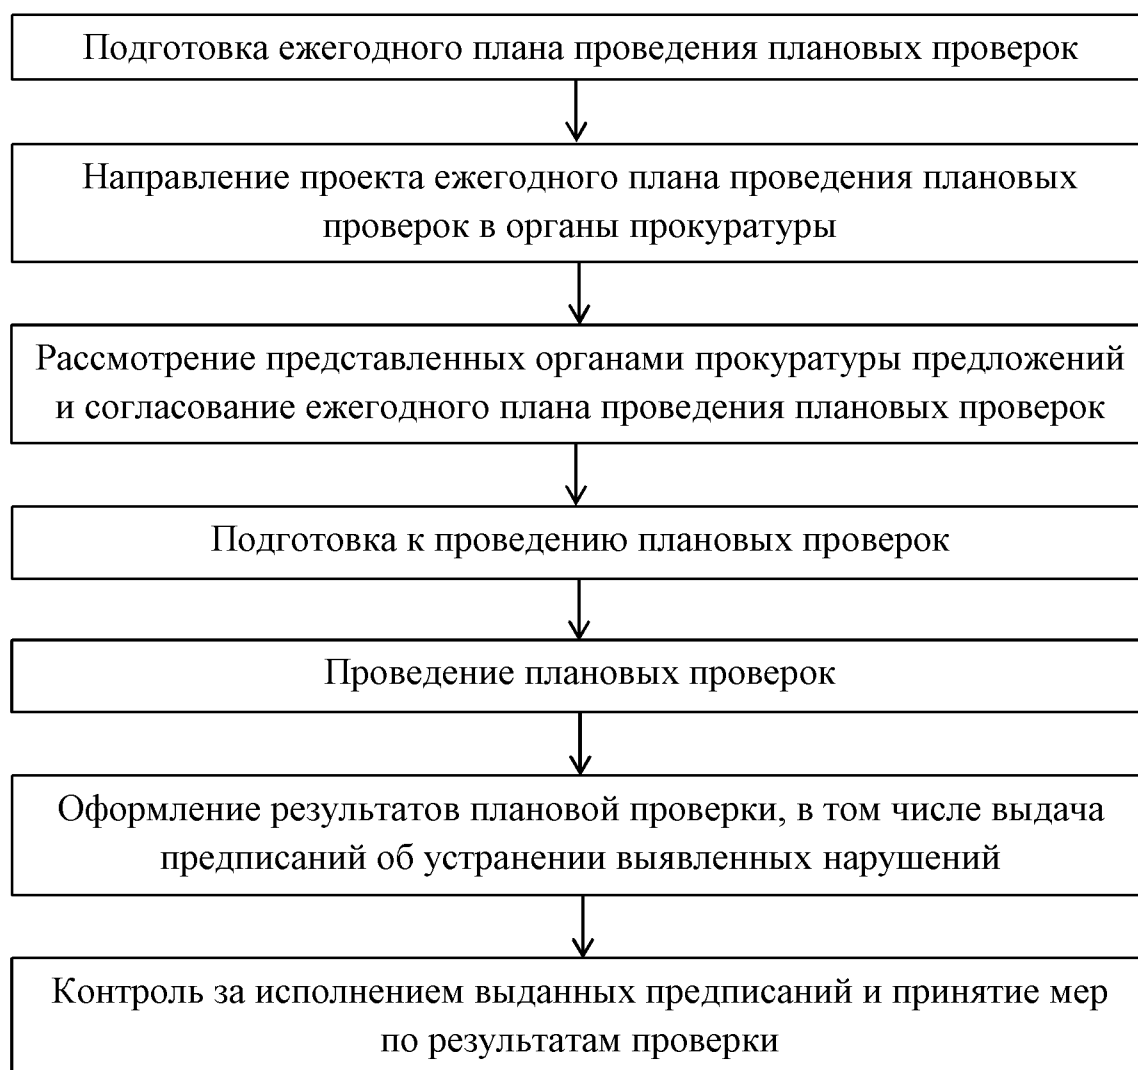 Подготовка ежегодного плана проведения плановых проверок
Направление проекта ежегодного плана проведения плановых
проверок в органы прокуратуры
Рассмотрение представленных органами прокуратуры предложений
и согласование ежегодного плана проведения плановых проверок
Подготовка к проведению плановых проверок
Проведение плановых проверок
Оформление результатов плановой проверки, в том числе выдача
предписаний об устранении выявленных нарушений
Контроль за исполнением выданных предписаний и принятие мер
по результатам проверки